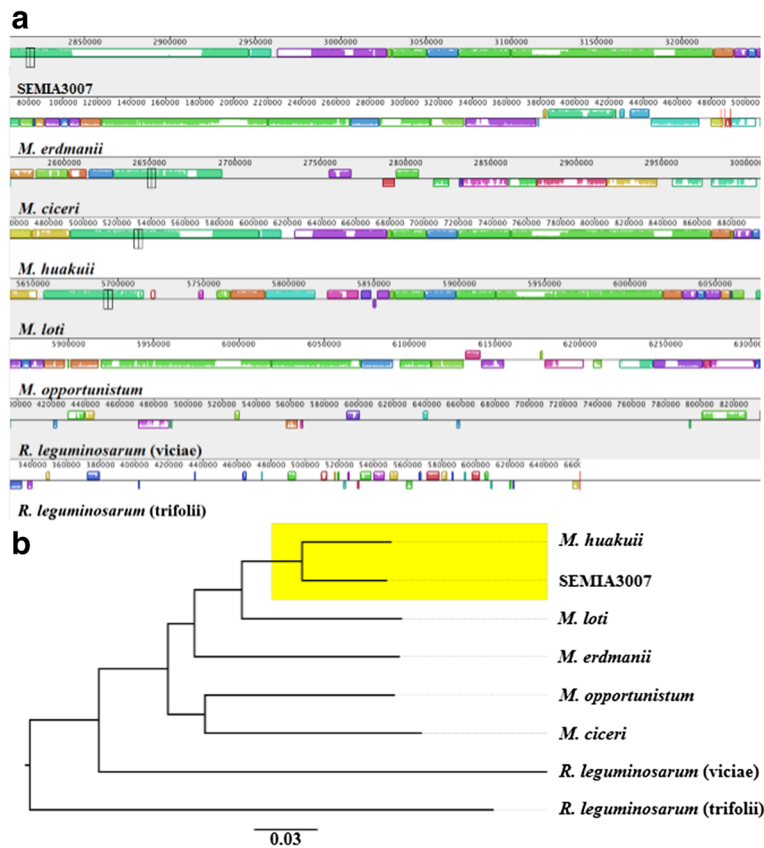 a
2850000 2900000 2950000 3000000 3050000 3100000 3150000 3200000
SEMIA3007
80000 100000 120000 140000 160000 180000 200000 220000 240000 260000 280000 300000 320000 340000 360000 380000 400000 420000 440000 460000 480000 500000
M. erdmanii
2600000 2650000 2700000 2750000 2800000 2850000 2900000 2950000 3000000
M. ciceri
480000 500000 520000 540000 560000 580000 600000 620000 640000 660000 680000 700000 720000 740000 760000 780000 800000 820000 840000 860000 880000
M. huakuii
5650000 5700000 5750000 5800000 5850000 5900000 5950000 6000000 6050000
M. loti
5900000 5950000 6000000 6050000 6100000 6150000 6200000 6250000
M. opportunistum
420000 440000 460000 480000 500000 520000 540000 560000 580000 600000 620000 640000 660000 680000 700000 720000 740000 760000 780000 800000 820000
R. leguminosarum (viciae)
340000 360000 380000 400000 420000 440000 460000 480000 500000 520000 540000 560000 580000 600000 620000 640000
R. leguminosarum (trifolii)
b
M. huakuii
SEMIA3007
M. loti
M. erdmanii
M. opportunistum
M. ciceri
R. leguminosarum (viciae)
R. leguminosarum (trifolii)
0.03